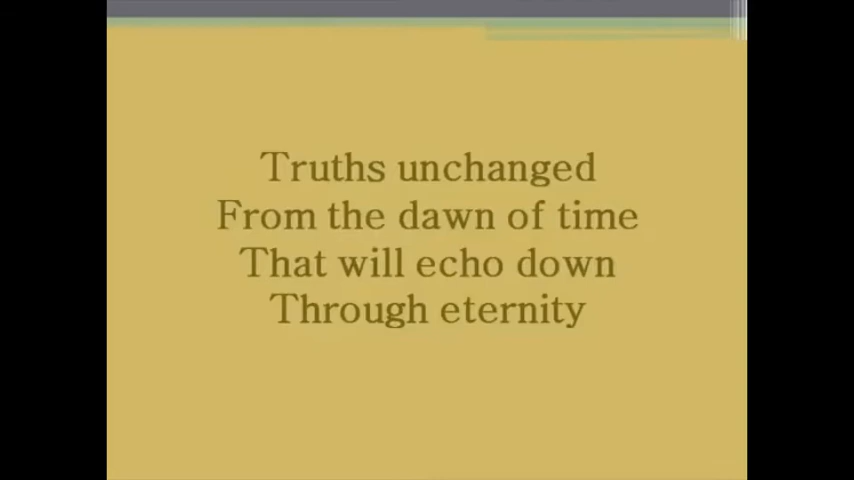 Truths unchanged
From the dawn of time
That will echo down
Through eternity